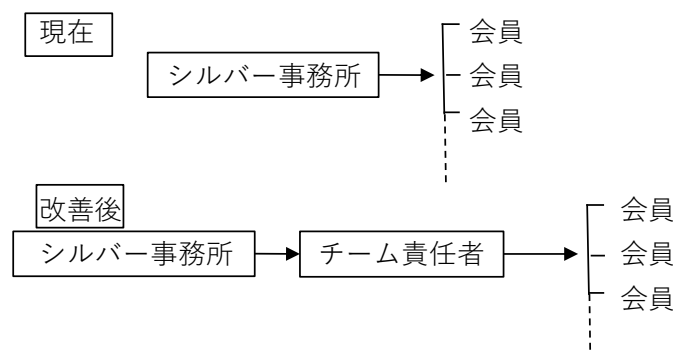 現在
会員
シルバー事務所
会員
会員
改善後
会員
シルバー事務所
チーム責任者
会員
会員